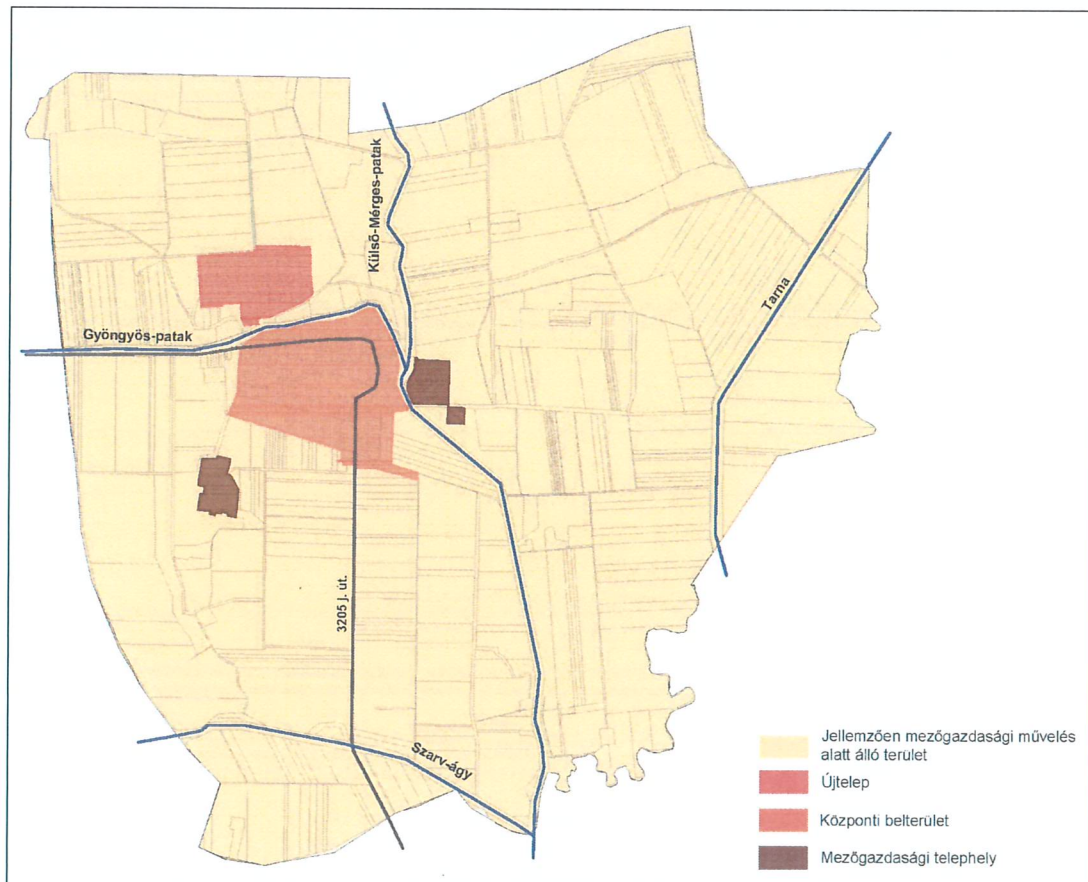 Külső-Mérges-patak
Tarna
Gyöngyös-patak
3205 j. út.
Szarv-ágy
Jellemzően mezőgazdasági művelés
alatt álló terület
Újtelep
Központi belterület
Mezőgazdasági telephely